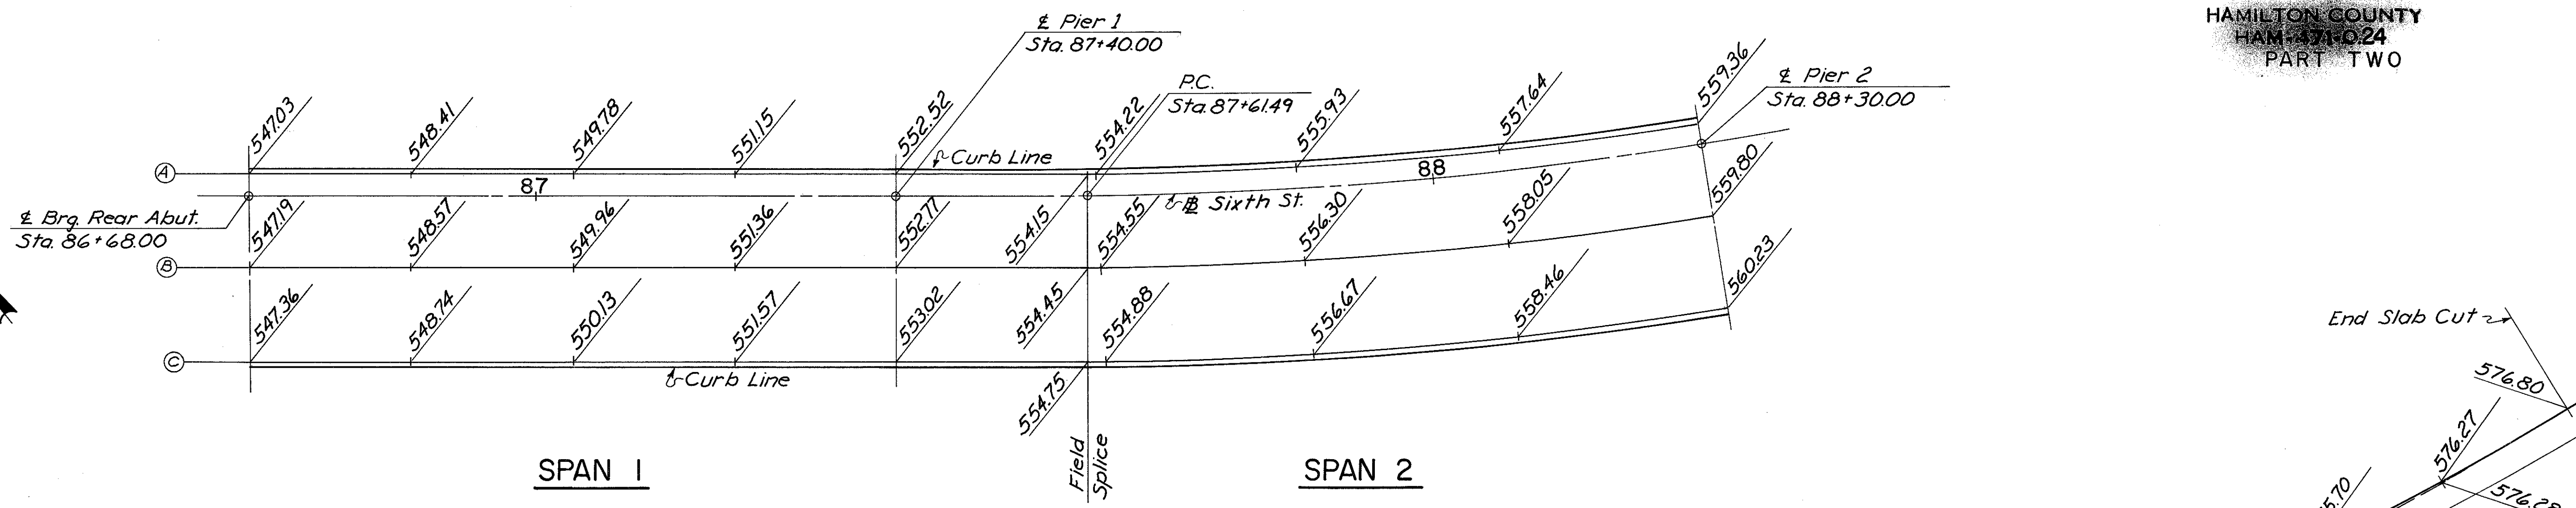 HAMILTON COUNTY
HAM-471-0.24
PART TWO
℄ Pier 1
Sta. 87+40.00
P.C.
Sta. 87+61.49
℄ Pier 2
Sta. 88+30.00
547.03
548.41
549.78
551.15
552.52
554.22
555.93
557.64
559.36
Curb Line
A
87
88
℄ Brg. Rear Abut.
Sta. 86+68.00
Sixth St.
547.19
548.57
549.96
551.36
552.77
554.15
554.55
556.30
558.05
559.80
B
547.36
548.74
550.13
551.57
553.02
554.45
554.88
556.67
558.46
560.23
C
Curb Line
554.75
Field Splice
SPAN 1
SPAN 2
End Slab Cut
576.80
576.27
576.28
5.70